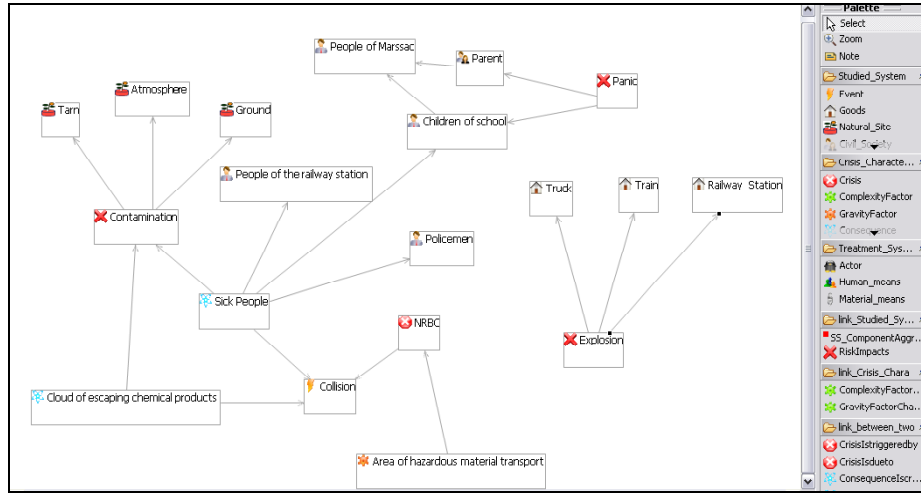 People of Marssac
Parent
Panic
Atmosphere
Tarn
Ground
Children of school
People of the railway station
Truck
Train
Railway Station
Contamination
Policemen
Sick People
NRBC
Explosion
Collision
Cloud of escaping chemical products
Area of hazardous material transport
Palette
Select
Zoom
Note
Studied_System
Event
Goods
Natural_Site
Civil_Society
Crisis_Characte...
Crisis
ComplexityFactor
GravityFactor
Consequence
Treatment_Sys...
Actor
Human_means
Material_means
link_Studied_Sy...
SS_ComponentAggr...
RiskImpacts
link_Crisis_Chara
ComplexityFactor...
GravityFactorCha...
link_between_two
CrisisIstriggeredby
CrisisIsdueto
ConsequenceIscr...